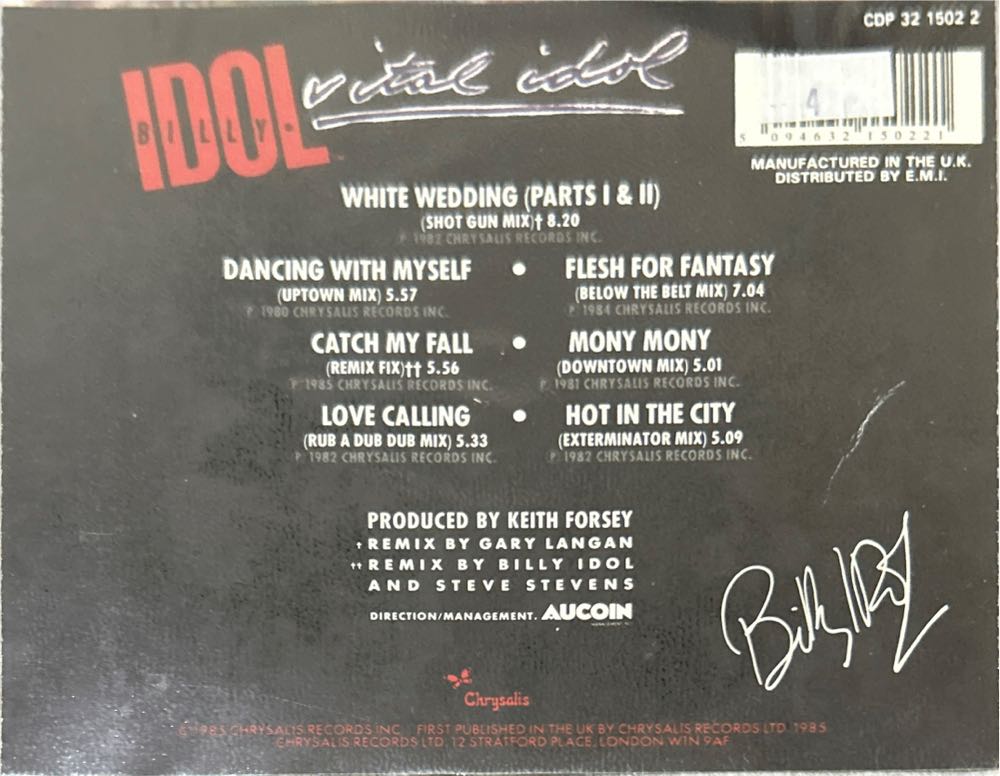 CDP 32 1502 2
IDOL
BILLY
vital idol
4
5 094632 150221
MANUFACTURED IN THE U.K.
DISTRIBUTED BY E.M.I.
WHITE WEDDING (PARTS I & II)
(SHOT GUN MIX)† 8.20
℗ 1982 CHRYSALIS RECORDS INC.
DANCING WITH MYSELF • FLESH FOR FANTASY
(UPTOWN MIX) 5.57 (BELOW THE BELT MIX) 7.04
℗ 1980 CHRYSALIS RECORDS INC. ℗ 1984 CHRYSALIS RECORDS INC.
CATCH MY FALL • MONY MONY
(REMIX FIX)†† 5.56 (DOWNTOWN MIX) 5.01
℗ 1985 CHRYSALIS RECORDS INC. ℗ 1981 CHRYSALIS RECORDS INC.
LOVE CALLING • HOT IN THE CITY
(RUB A DUB DUB MIX) 5.33 (EXTERMINATOR MIX) 5.09
℗ 1982 CHRYSALIS RECORDS INC. ℗ 1982 CHRYSALIS RECORDS INC.
PRODUCED BY KEITH FORSEY
† REMIX BY GARY LANGAN
†† REMIX BY BILLY IDOL
AND STEVE STEVENS
DIRECTION/MANAGEMENT. AUCOIN
Billy Idol
Chrysalis
© 1985 CHRYSALIS RECORDS INC. FIRST PUBLISHED IN THE UK BY CHRYSALIS RECORDS LTD. 1985
CHRYSALIS RECORDS LTD, 12 STRATFORD PLACE, LONDON W1N 9AF